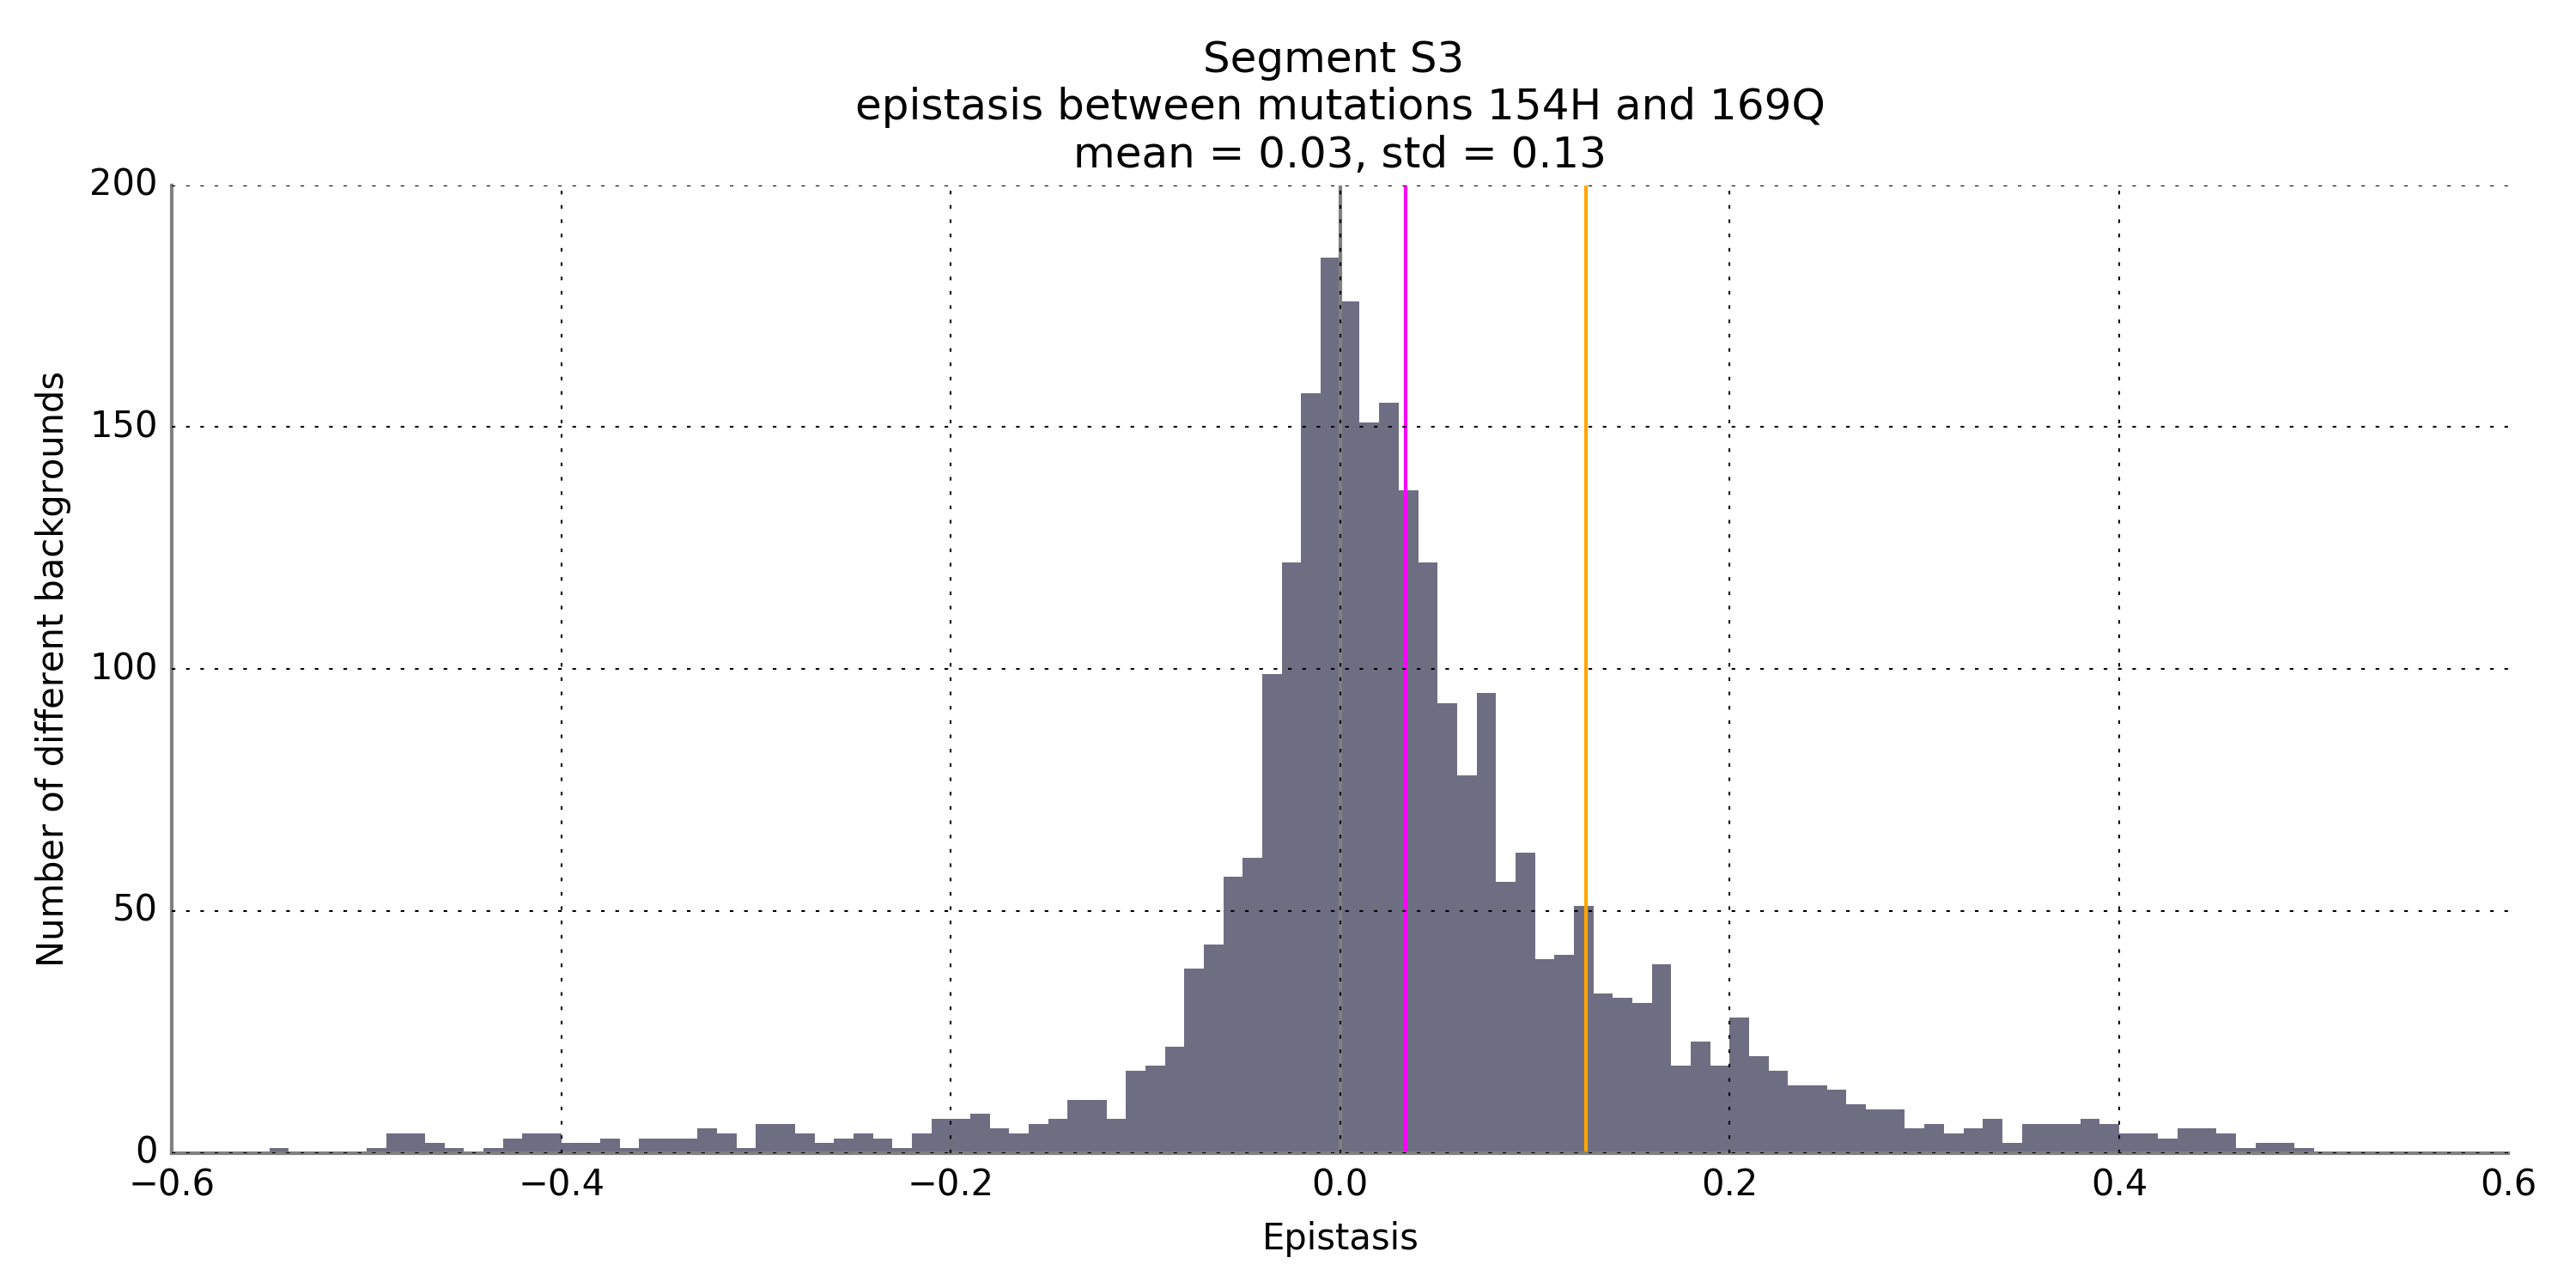 Segment S3
epistasis between mutations 154H and 169Q
mean = 0.03, std = 0.13
Number of different backgrounds
200
150
100
50
0
−0.6 −0.4 −0.2 0.0 0.2 0.4 0.6
Epistasis